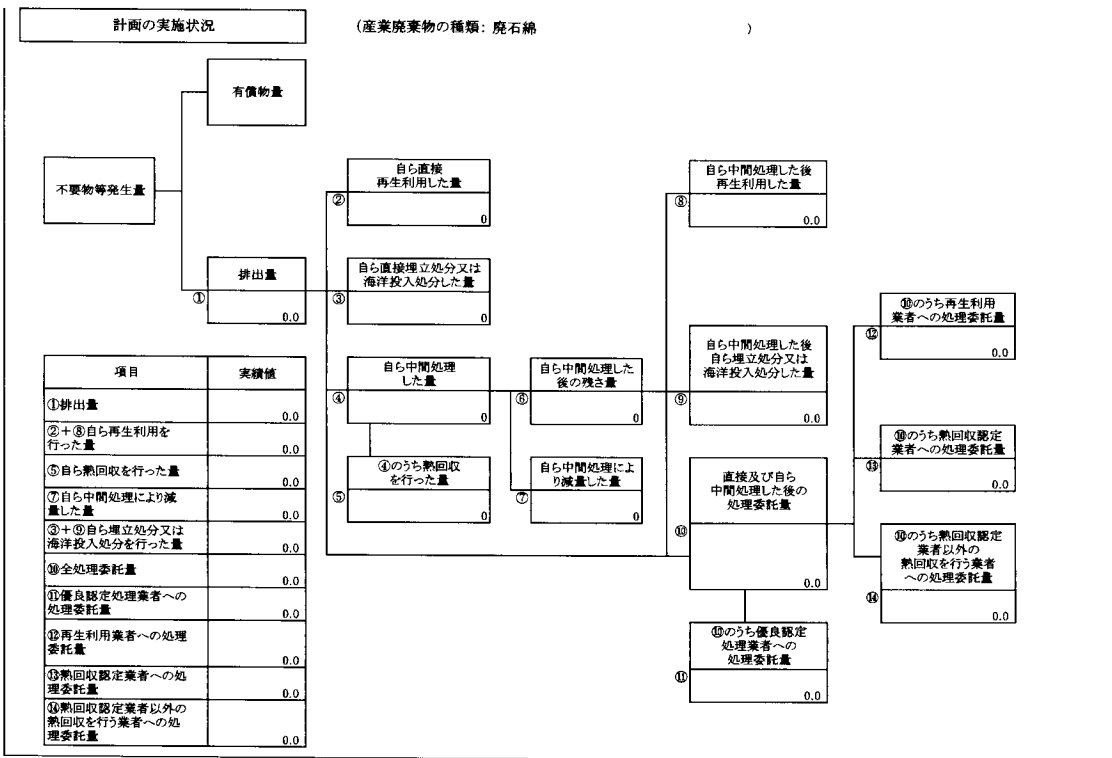 計画の実施状況
(産業廃棄物の種類: 廃石綿 )
有償物量
不要物等発生量
排出量
①
0.0
自ら直接
再生利用した量
②
0
自ら直接埋立処分又は
海洋投入処分した量
③
0
自ら中間処理
した量
④
0
④のうち熱回収
を行った量
⑤
0
自ら中間処理した
後の残さ量
⑥
0
自ら中間処理によ
り減量した量
⑦
0
自ら中間処理した後
再生利用した量
⑧
0.0
自ら中間処理した後
自ら埋立処分又は
海洋投入処分した量
⑨
0.0
直接及び自ら
中間処理した後の
処理委託量
⑩
0.0
⑩のうち優良認定
処理業者への
処理委託量
⑪
0.0
⑩のうち再生利用
業者への処理委託量
⑫
0.0
⑩のうち熱回収認定
業者への処理委託量
⑬
0.0
⑩のうち熱回収認定
業者以外の
熱回収を行う業者
への処理委託量
⑭
0.0
項目 実績値
①排出量
0.0
②+⑧自ら再生利用を
行った量 0.0
⑤自ら熱回収を行った量
0.0
⑦自ら中間処理により減
量した量 0.0
③+⑨自ら埋立処分又は
海洋投入処分を行った量 0.0
⑩全処理委託量
0.0
⑪優良認定処理業者への
処理委託量 0.0
⑫再生利用業者への処理
委託量
0.0
⑬熱回収認定業者への処
理委託量 0.0
⑭熱回収認定業者以外の
熱回収を行う業者への処
理委託量 0.0